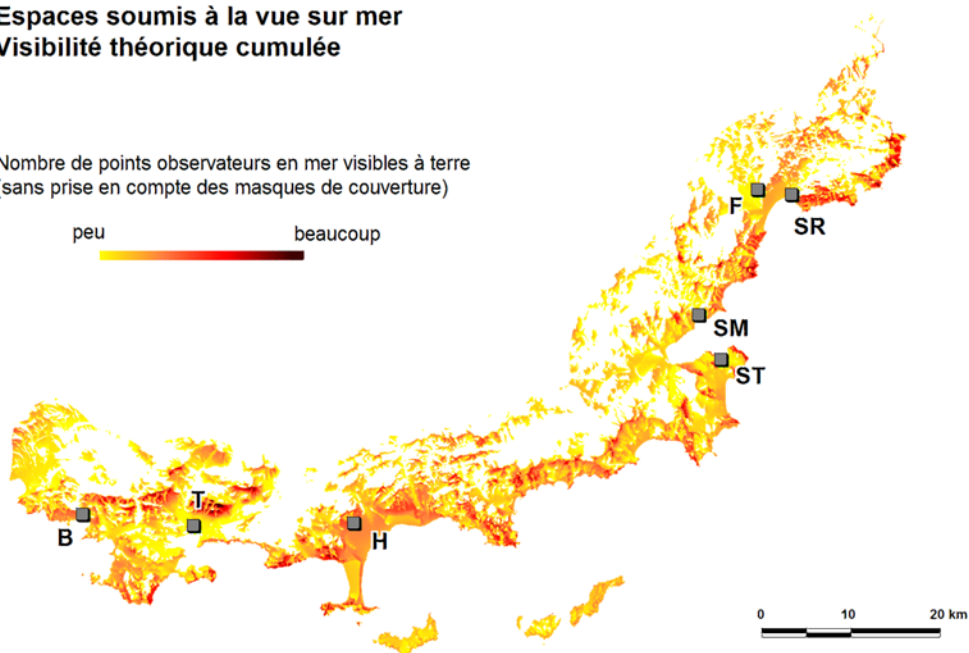 Espaces soumis à la vue sur mer
Visibilité théorique cumulée
Nombre de points observateurs en mer visibles à terre
(sans prise en compte des masques de couverture)
peu beaucoup
F
SR
SM
ST
T
B
H
0 10 20 km